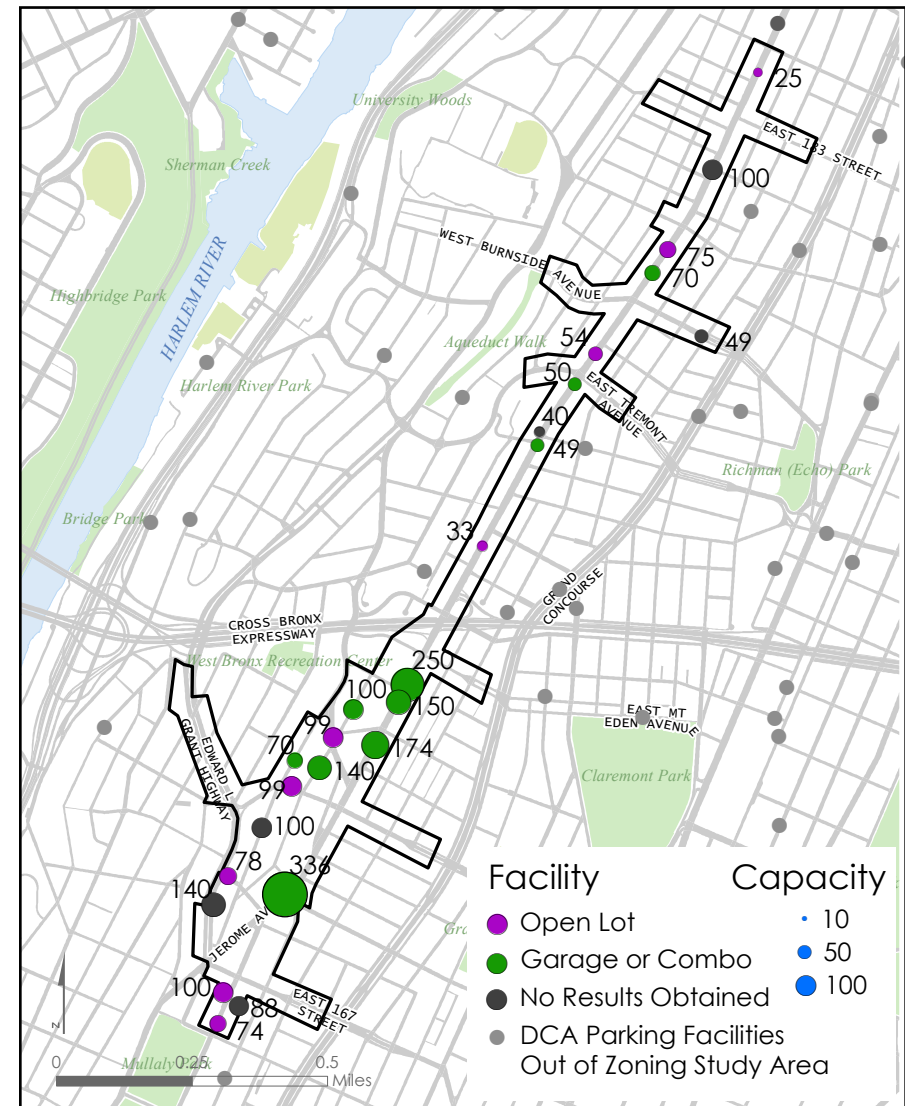 University Woods
25
EAST 183 STREET
Sherman Creek
100
WEST BURNSIDE AVENUE
75
70
HARLEM RIVER
Highbridge Park
54
49
Aqueduct Walk
50
Harlem River Park
EAST TREMONT
AVENUE
40
49
Richman (Echo) Park
Bridge Park
33
GRAND
CONCOURSE
CROSS BRONX
EXPRESSWAY
West Bronx Recreation Center
250
100
150
EAST MT
EDEN AVENUE
99
174
70
140
Claremont Park
EDWARD L
GRANT HIGHWAY
99
100
78
336
140
JEROME AV
100
88
EAST 167
STREET
74
Mullaly Park
Gra
z
0
0.25
0.5
Miles
Facility
Open Lot
Garage or Combo
No Results Obtained
DCA Parking Facilities
Out of Zoning Study Area
Capacity
10
50
100